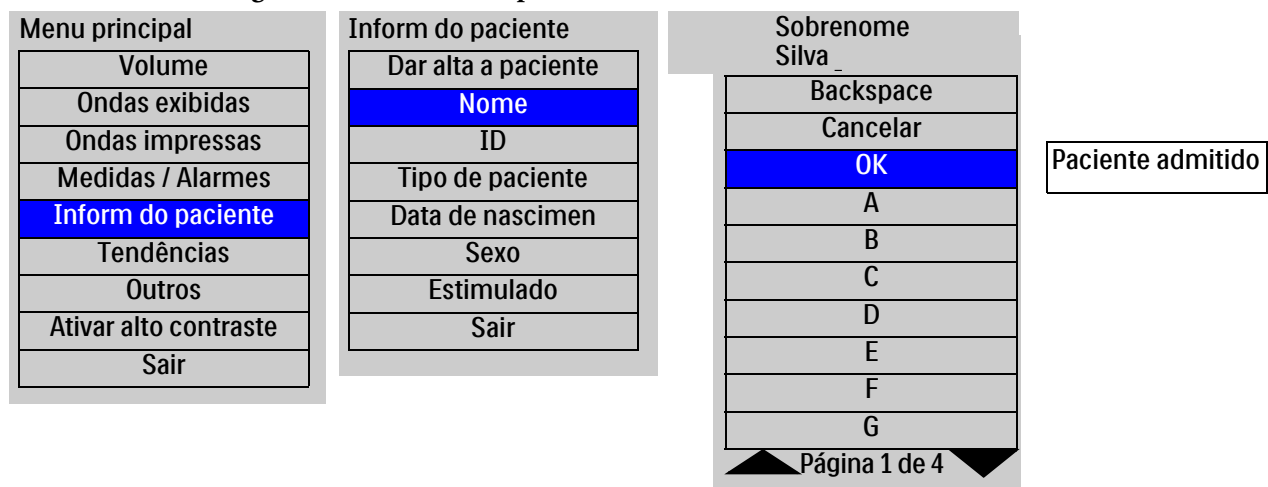 Menu principal
Volume
Ondas exibidas
Ondas impressas
Medidas / Alarmes
Inform do paciente
Tendências
Outros
Ativar alto contraste
Sair
Inform do paciente
Dar alta a paciente
Nome
ID
Tipo de paciente
Data de nascimen
Sexo
Estimulado
Sair
Sobrenome
Silva_
Backspace
Cancelar
OK
A
B
C
D
E
F
G
Página 1 de 4
Paciente admitido